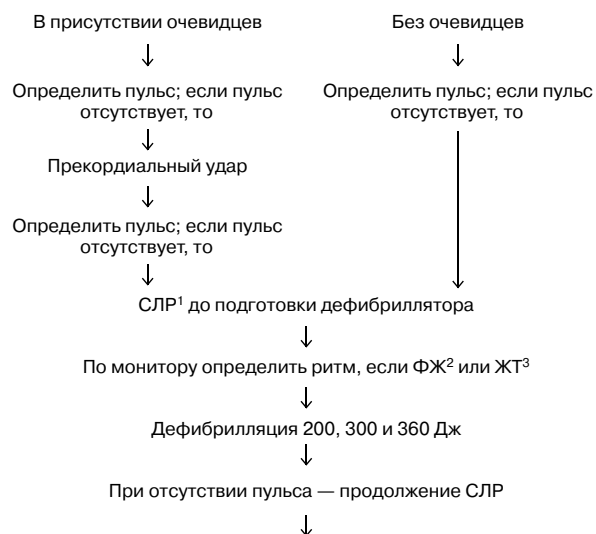 В присутствии очевидцев
Без очевидцев
Определить пульс; если пульс
отсутствует, то
Определить пульс; если пульс
отсутствует, то
Прекордиальный удар
Определить пульс; если пульс
отсутствует, то
СЛР¹ до подготовки дефибриллятора
По монитору определить ритм, если ФЖ² или ЖТ³
Дефибрилляция 200, 300 и 360 Дж
При отсутствии пульса — продолжение СЛР